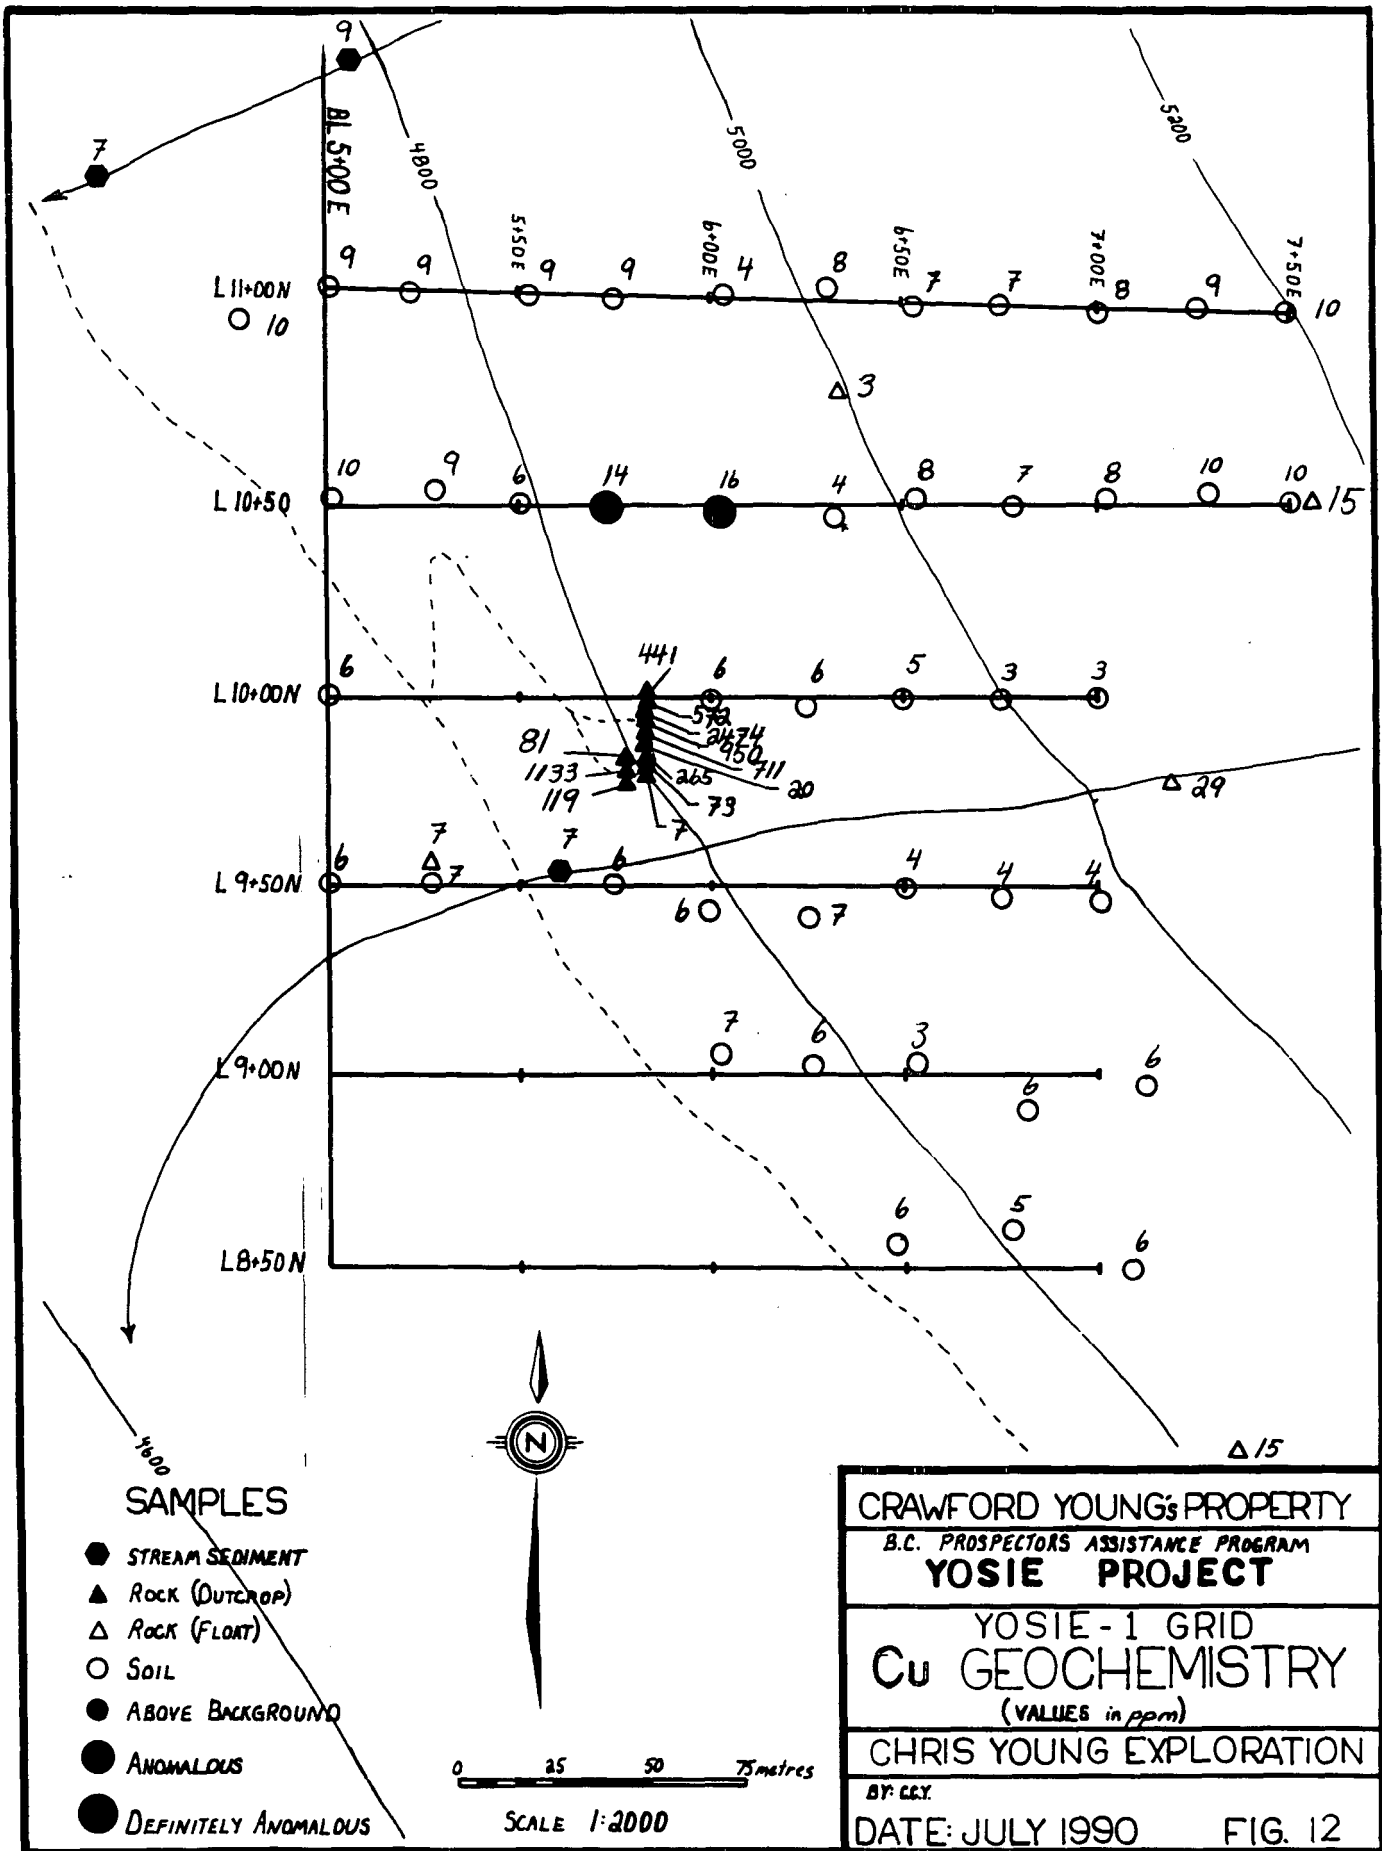 9
7
BL 5+00E
4800
5000
5200
5+50E
6+00E
6+50E
7+00E
7+50E
9 9 9 9 4 8 7 7 8 9 10
L11+00N
10
3
10 9 6 14 16 4 8 7 8 10 10
L 10+50
15
441
6 6 6 5 3 3
L10+00N
572
2474
950
81
711
1133
265
20
29
119
73
7
7 7
6 7 6 4 4 4
L 9+50N
6 7
7 6 3 6
L9+00N
6
6 5 6
L8+50N
4600
15
N
SAMPLES
STREAM SEDIMENT
ROCK (OUTCROP)
ROCK (FLOAT)
SOIL
ABOVE BACKGROUND
ANOMALOUS
DEFINITELY ANOMALOUS
0 25 50 75 metres
SCALE 1:2000
CRAWFORD YOUNG's PROPERTY
B.C. PROSPECTORS ASSISTANCE PROGRAM
YOSIE PROJECT
YOSIE-1 GRID
Cu GEOCHEMISTRY
(VALUES in ppm)
CHRIS YOUNG EXPLORATION
BY: C.C.Y.
DATE: JULY 1990 FIG. 12